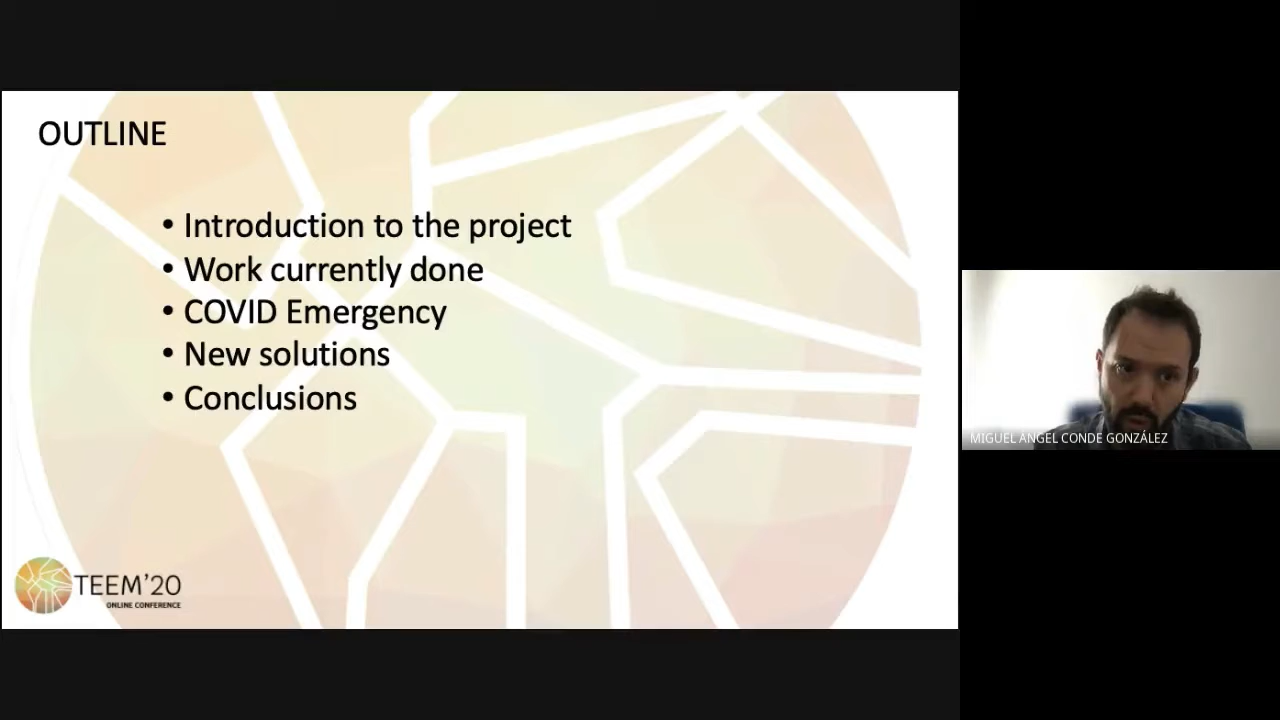 OUTLINE
• Introduction to the project
• Work currently done
• COVID Emergency
• New solutions
• Conclusions
TEEM'20
ONLINE CONFERENCE
MIGUEL ÁNGEL CONDE GONZÁLEZ